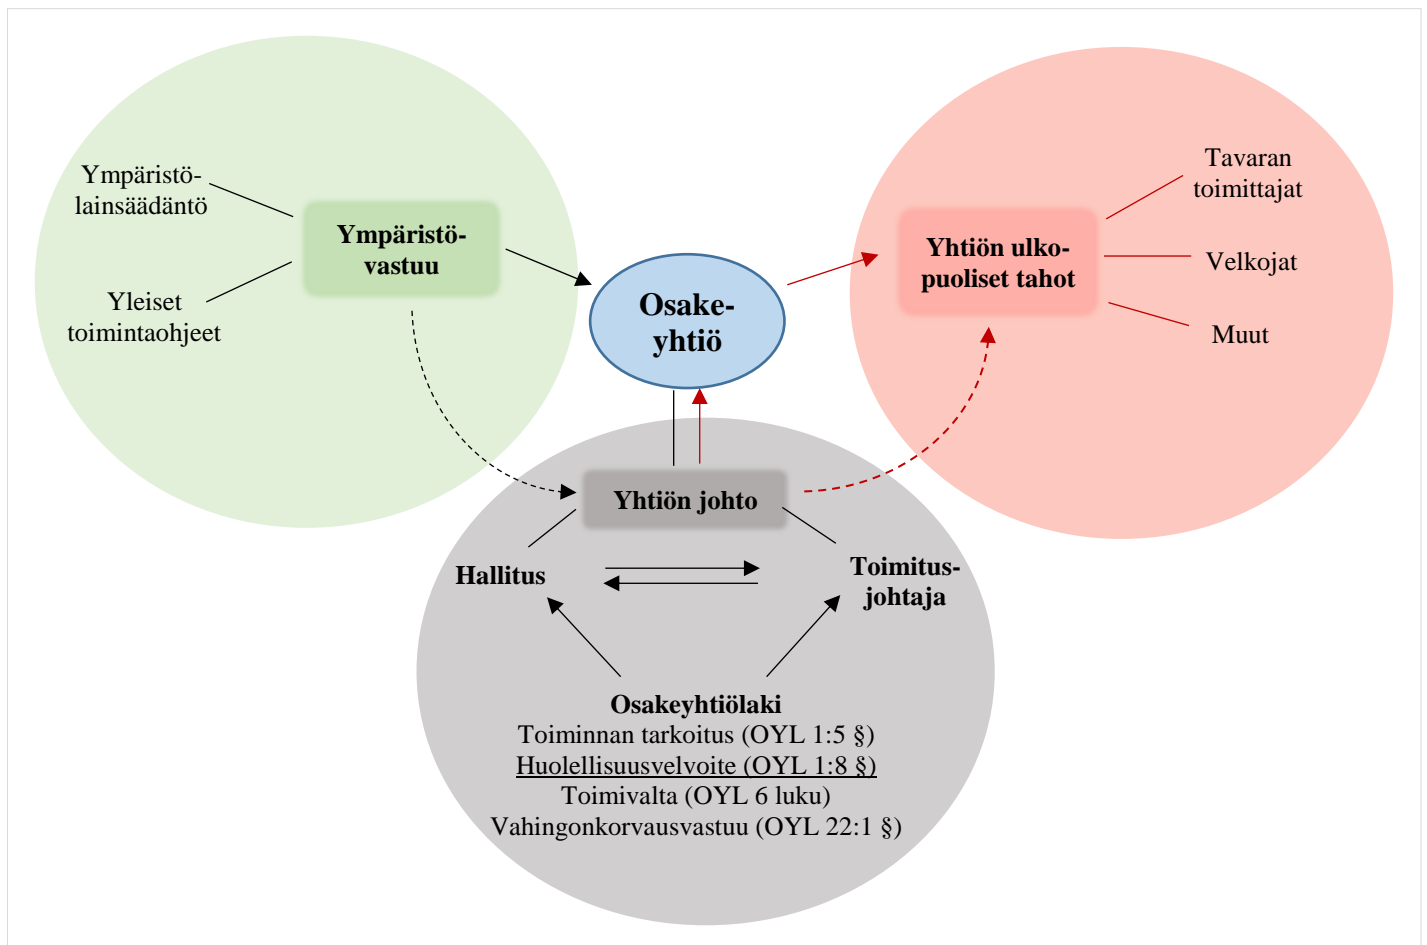 Ympäristö-
lainsäädäntö
Yleiset
toimintaohjeet
Ympäristö-
vastuu
Osake-
yhtiö
Yhtiön ulko-
puoliset tahot
Tavaran
toimittajat
Velkojat
Muut
Yhtiön johto
Hallitus
Toimitus-
johtaja
Osakeyhtiölaki
Toiminnan tarkoitus (OYL 1:5 §)
Huolellisuusvelvoite (OYL 1:8 §)
Toimivalta (OYL 6 luku)
Vahingonkorvausvastuu (OYL 22:1 §)